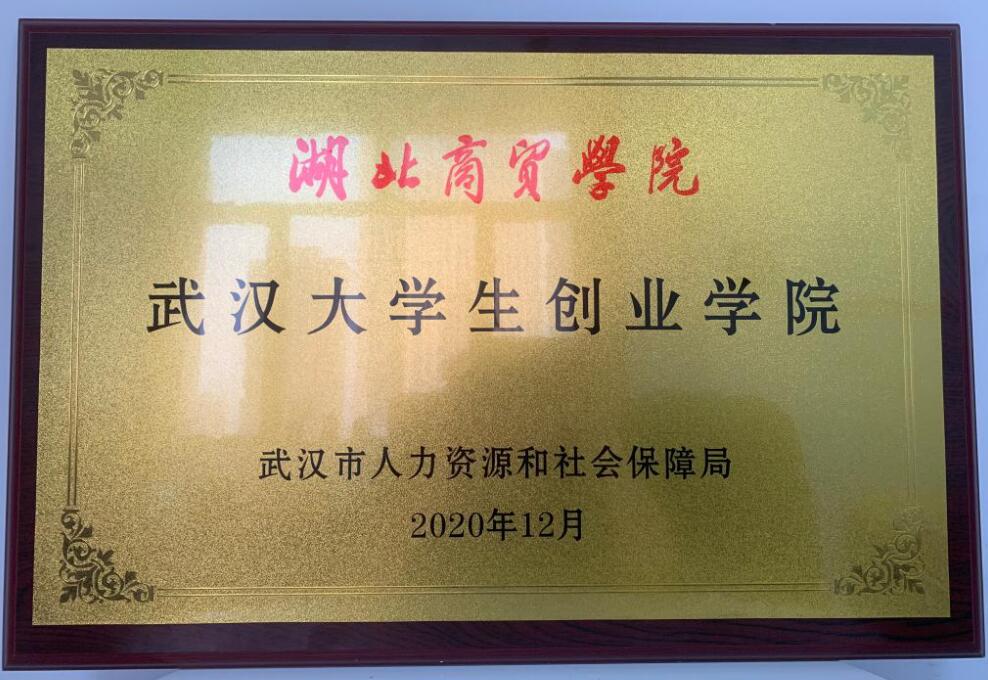 湖北商贸學院
武汉大学生创业学院
武汉市人力资源和社会保障局
2020年12月